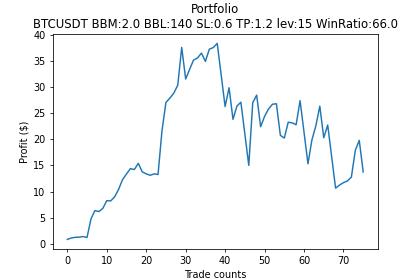 Portfolio
BTCUSDT BBM:2.0 BBL:140 SL:0.6 TP:1.2 lev:15 WinRatio:66.0
40
35
30
25
20
15
10
5
0
Profit ($)
0 10 20 30 40 50 60 70
Trade counts